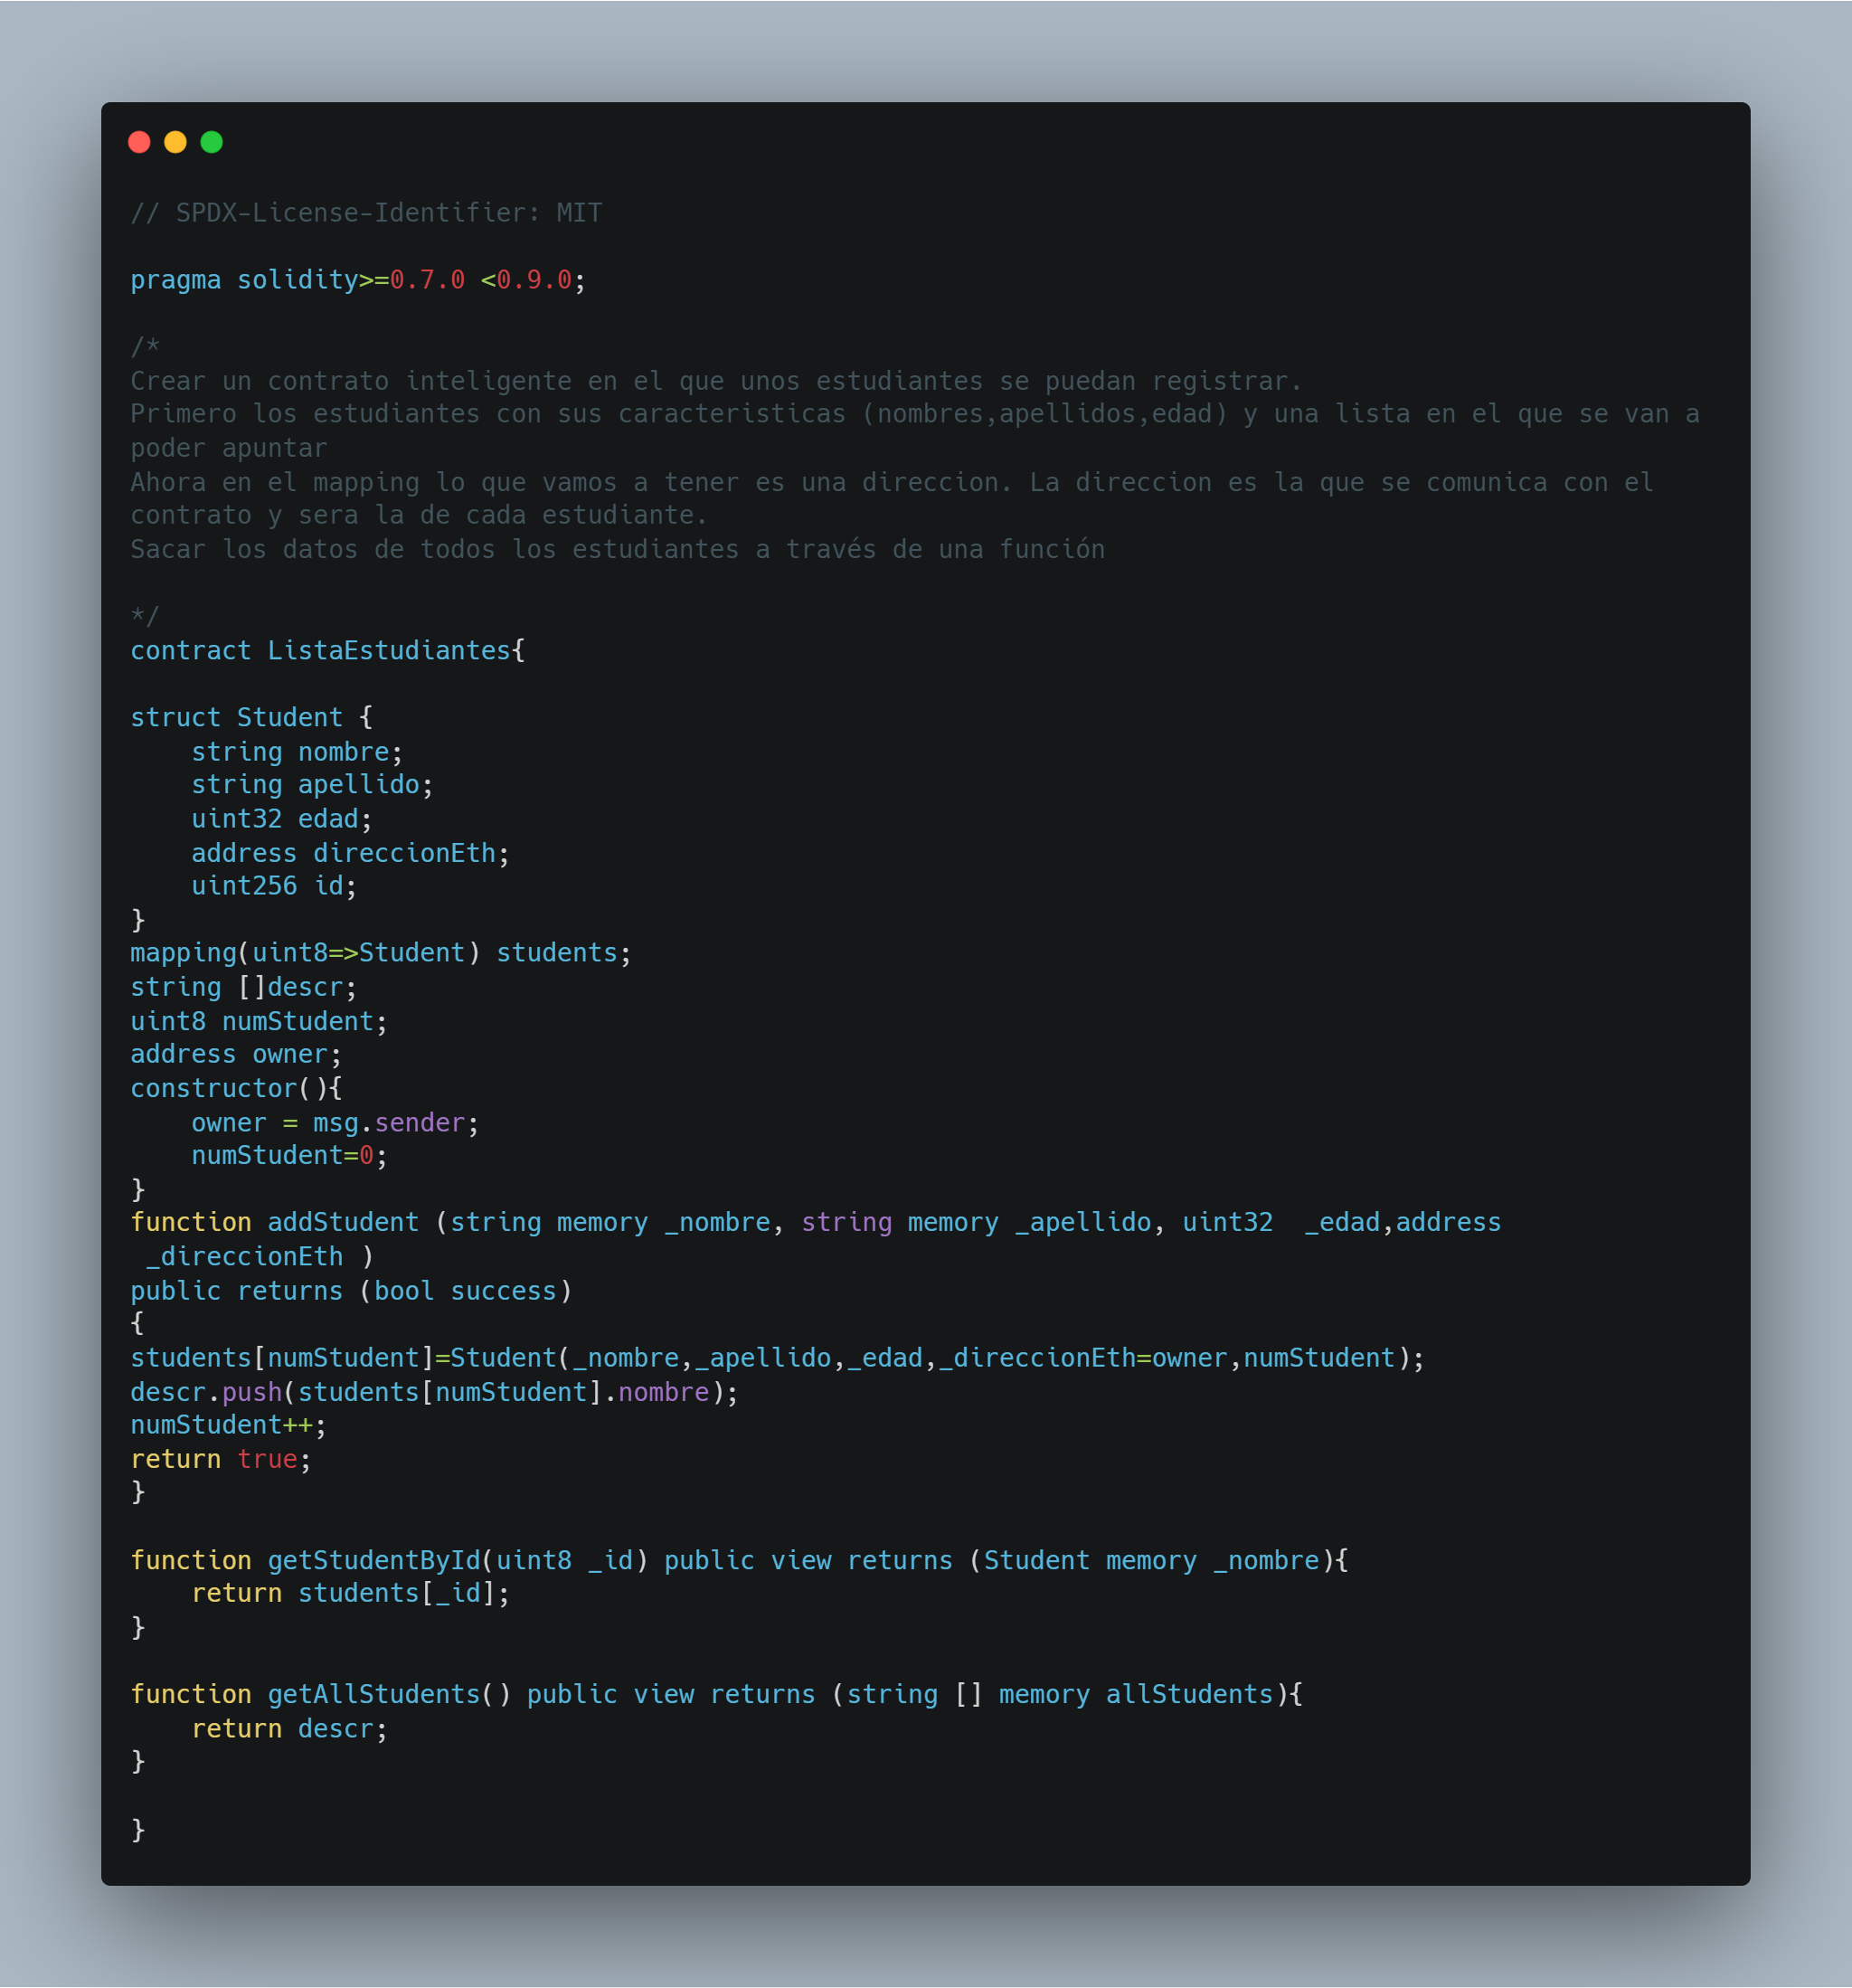 // SPDX-License-Identifier: MIT

pragma solidity>=0.7.0 <0.9.0;

/*
Crear un contrato inteligente en el que unos estudiantes se puedan registrar.
Primero los estudiantes con sus caracteristicas (nombres,apellidos,edad) y una lista en el que se van a
poder apuntar
Ahora en el mapping lo que vamos a tener es una direccion. La direccion es la que se comunica con el
contrato y sera la de cada estudiante.
Sacar los datos de todos los estudiantes a través de una función

*/
contract ListaEstudiantes{

struct Student {
    string nombre;
    string apellido;
    uint32 edad;
    address direccionEth;
    uint256 id;
}
mapping(uint8=>Student) students;
string []descr;
uint8 numStudent;
address owner;
constructor(){
    owner = msg.sender;
    numStudent=0;
}
function addStudent (string memory _nombre, string memory _apellido, uint32  _edad,address
 _direccionEth )
public returns (bool success)
{
students[numStudent]=Student(_nombre,_apellido,_edad,_direccionEth=owner,numStudent);
descr.push(students[numStudent].nombre);
numStudent++;
return true;
}

function getStudentById(uint8 _id) public view returns (Student memory _nombre){
    return students[_id];
}

function getAllStudents() public view returns (string [] memory allStudents){
    return descr;
}

}